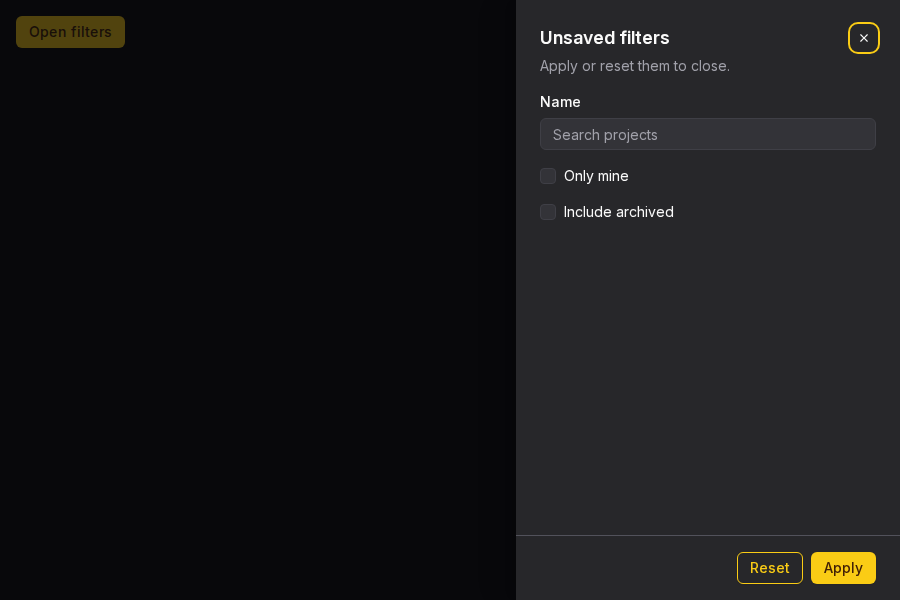 Open filters
Unsaved filters
Apply or reset them to close.
Name
Search projects
Only mine
Include archived
Reset
Apply